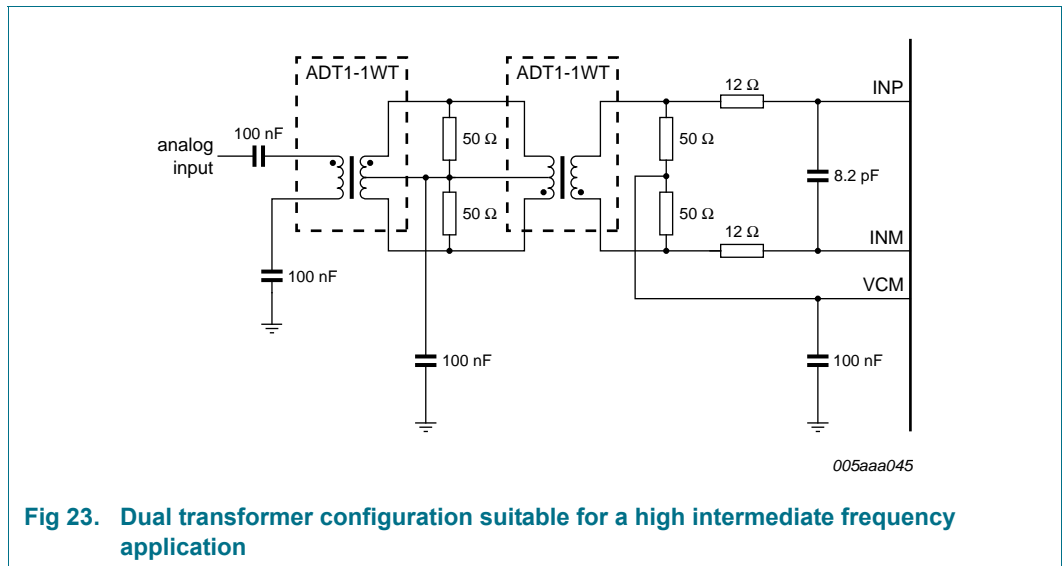 ADT1-1WT
ADT1-1WT
analog
input
100 nF
100 nF
50 Ω
50 Ω
100 nF
50 Ω
50 Ω
12 Ω
12 Ω
8.2 pF
INP
INM
VCM
100 nF
005aaa045
Fig 23. Dual transformer configuration suitable for a high intermediate frequency
application